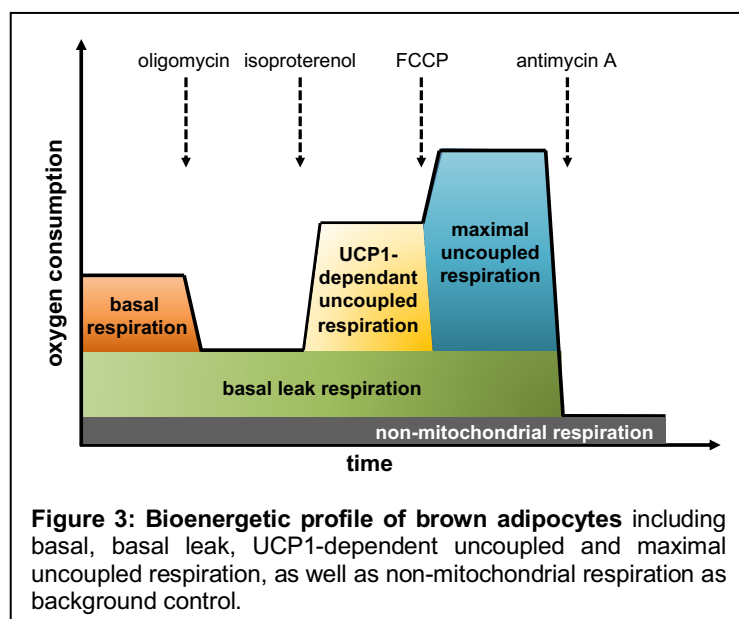 oligomycin isoproterenol FCCP antimycin A
oxygen consumption
basal
respiration
UCP1-
dependant
uncoupled
respiration
maximal
uncoupled
respiration
basal leak respiration
non-mitochondrial respiration
time
Figure 3: Bioenergetic profile of brown adipocytes including
basal, basal leak, UCP1-dependent uncoupled and maximal
uncoupled respiration, as well as non-mitochondrial respiration as
background control.